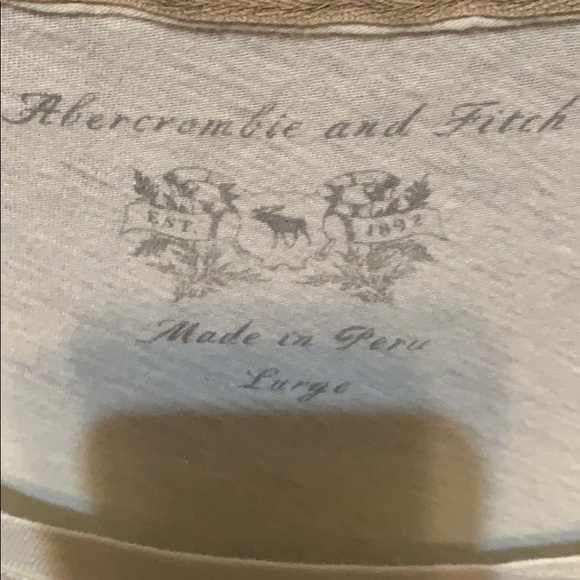 Abercrombie and Fitch
EST. 1892
Made in Peru
Large